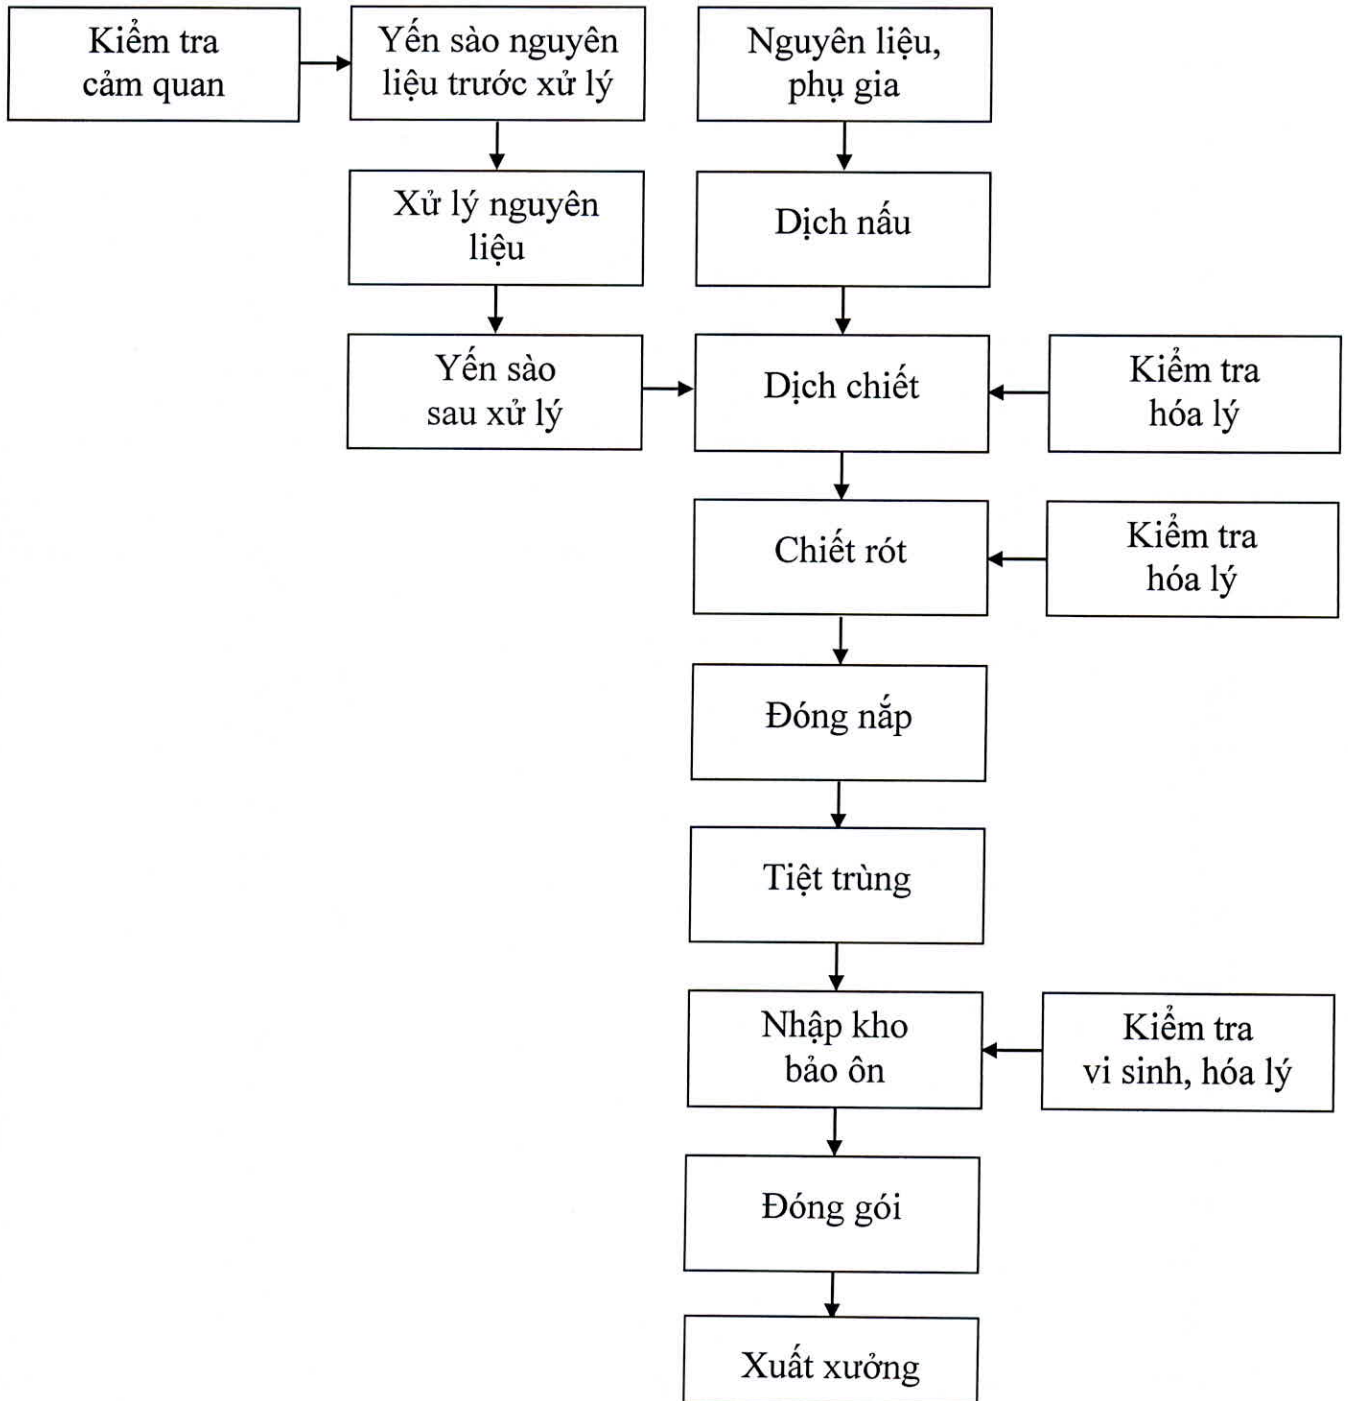 Kiểm tra
cảm quan
Yến sào nguyên
liệu trước xử lý
Nguyên liệu,
phụ gia
Xử lý nguyên
liệu
Dịch nấu
Yến sào
sau xử lý
Dịch chiết
Kiểm tra
hóa lý
Chiết rót
Kiểm tra
hóa lý
Đóng nắp
Tiệt trùng
Nhập kho
bảo ôn
Kiểm tra
vi sinh, hóa lý
Đóng gói
Xuất xưởng